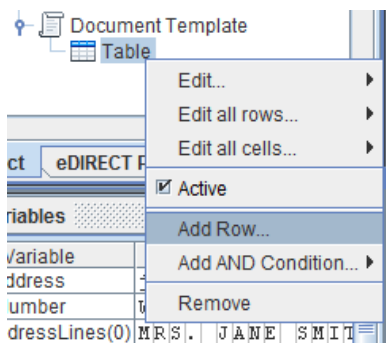 Document Template
Table
Edit...
Edit all rows...
Edit all cells...
ct eDIRECT
Active
riables
Add Row...
Variable
Add AND Condition...
ddress
umber
Remove
dressLines(0) MRS. JANE SMIT